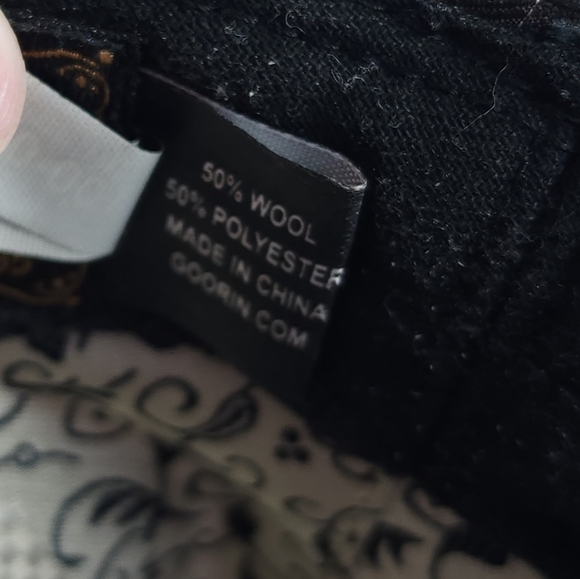 50% WOOL
50% POLYESTER
MADE IN CHINA
GOORIN.COM